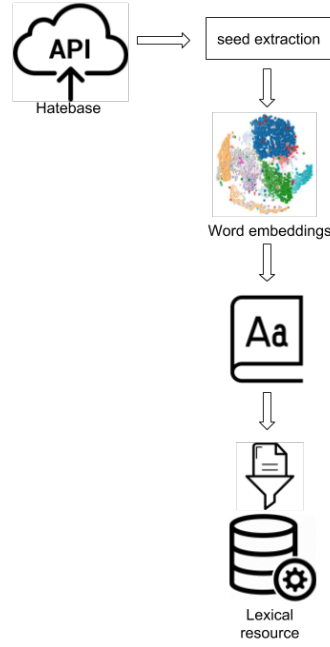 API
Hatebase
seed extraction
Word embeddings
Aa
Lexical
resource